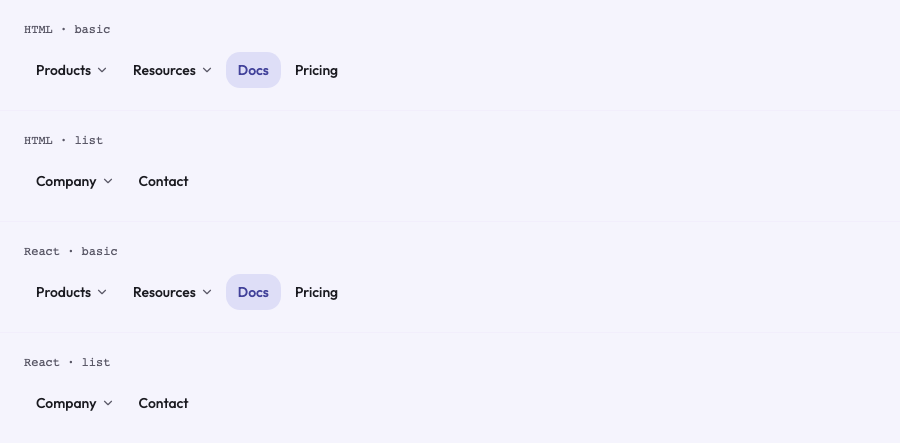 HTML · basic
Products Resources Docs Pricing
HTML · list
Company Contact
React · basic
Products Resources Docs Pricing
React · list
Company Contact